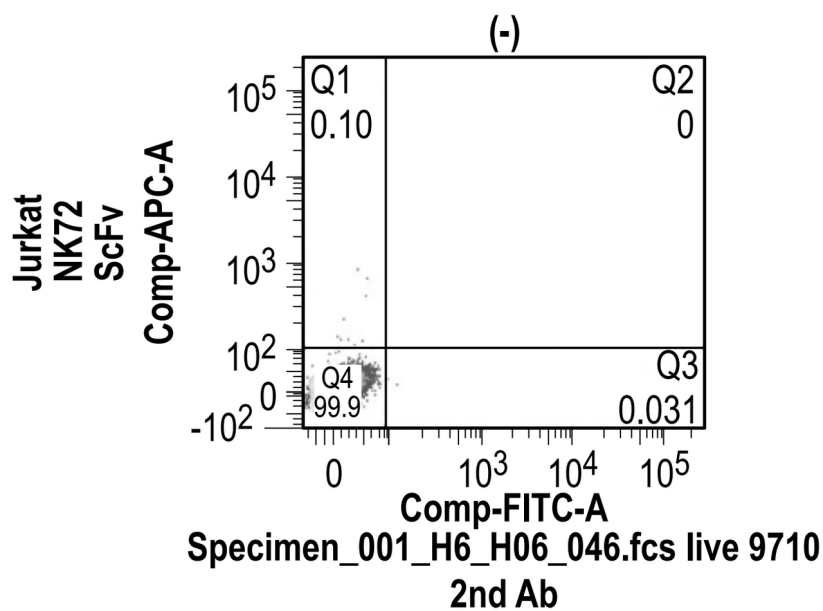 (-)
Jurkat
NK72
ScFv
Comp-APC-A
10^5
10^4
10^3
10^2
0
-10^2
Q1
0.10
Q2
0
Q4
99.9
Q3
0.031
0
10^3
10^4
10^5
Comp-FITC-A
Specimen_001_H6_H06_046.fcs live 9710
2nd Ab